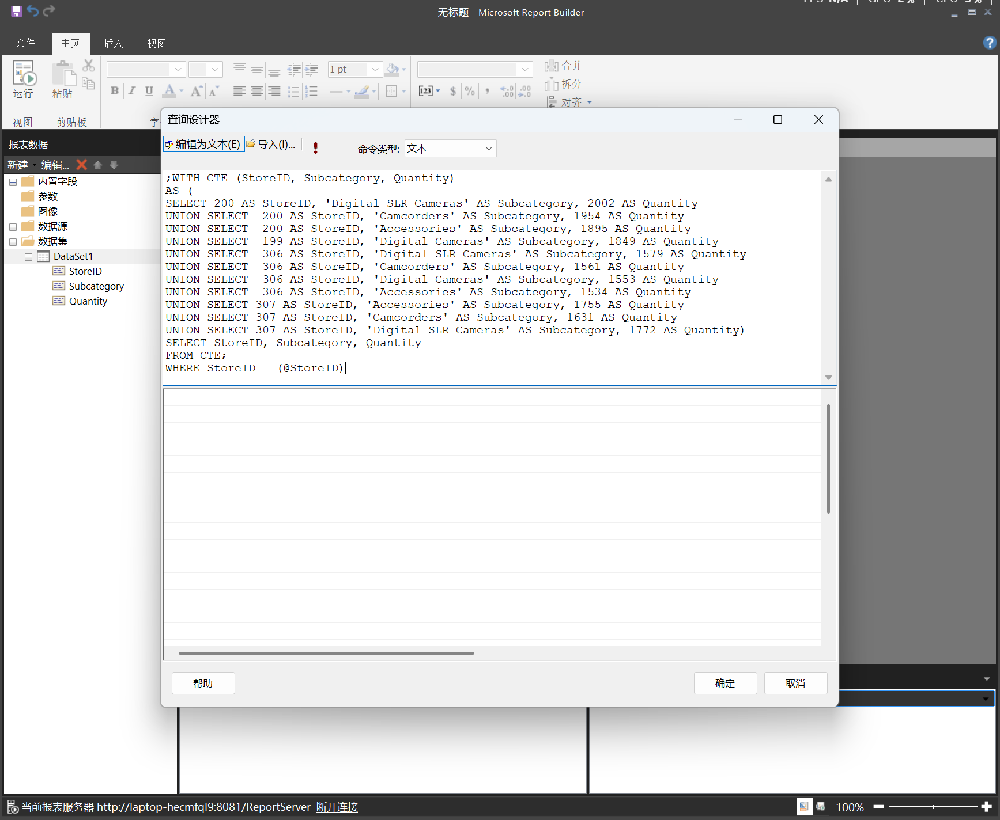 无标题 - Microsoft Report Builder
文件 主页 插入 视图
1 pt
合并
运行 粘贴 B I U A A A 123 $ % , .00 .00 拆分
对齐
视图 剪贴板
查询设计器
报表数据
编辑为文本(E) 导入(I)... 命令类型: 文本
新建 编辑...
内置字段
参数
图像
数据源
数据集
DataSet1
StoreID
Subcategory
Quantity
;WITH CTE (StoreID, Subcategory, Quantity)
AS (
SELECT 200 AS StoreID, 'Digital SLR Cameras' AS Subcategory, 2002 AS Quantity
UNION SELECT  200 AS StoreID, 'Camcorders' AS Subcategory, 1954 AS Quantity
UNION SELECT  200 AS StoreID, 'Accessories' AS Subcategory, 1895 AS Quantity
UNION SELECT  199 AS StoreID, 'Digital Cameras' AS Subcategory, 1849 AS Quantity
UNION SELECT  306 AS StoreID, 'Digital SLR Cameras' AS Subcategory, 1579 AS Quantity
UNION SELECT  306 AS StoreID, 'Camcorders' AS Subcategory, 1561 AS Quantity
UNION SELECT  306 AS StoreID, 'Digital Cameras' AS Subcategory, 1553 AS Quantity
UNION SELECT  306 AS StoreID, 'Accessories' AS Subcategory, 1534 AS Quantity
UNION SELECT 307 AS StoreID, 'Accessories' AS Subcategory, 1755 AS Quantity
UNION SELECT 307 AS StoreID, 'Camcorders' AS Subcategory, 1631 AS Quantity
UNION SELECT 307 AS StoreID, 'Digital SLR Cameras' AS Subcategory, 1772 AS Quantity)
SELECT StoreID, Subcategory, Quantity
FROM CTE;
WHERE StoreID = (@StoreID)
帮助 确定 取消
当前报表服务器 http://laptop-hecmfql9:8081/ReportServer 断开连接 100%